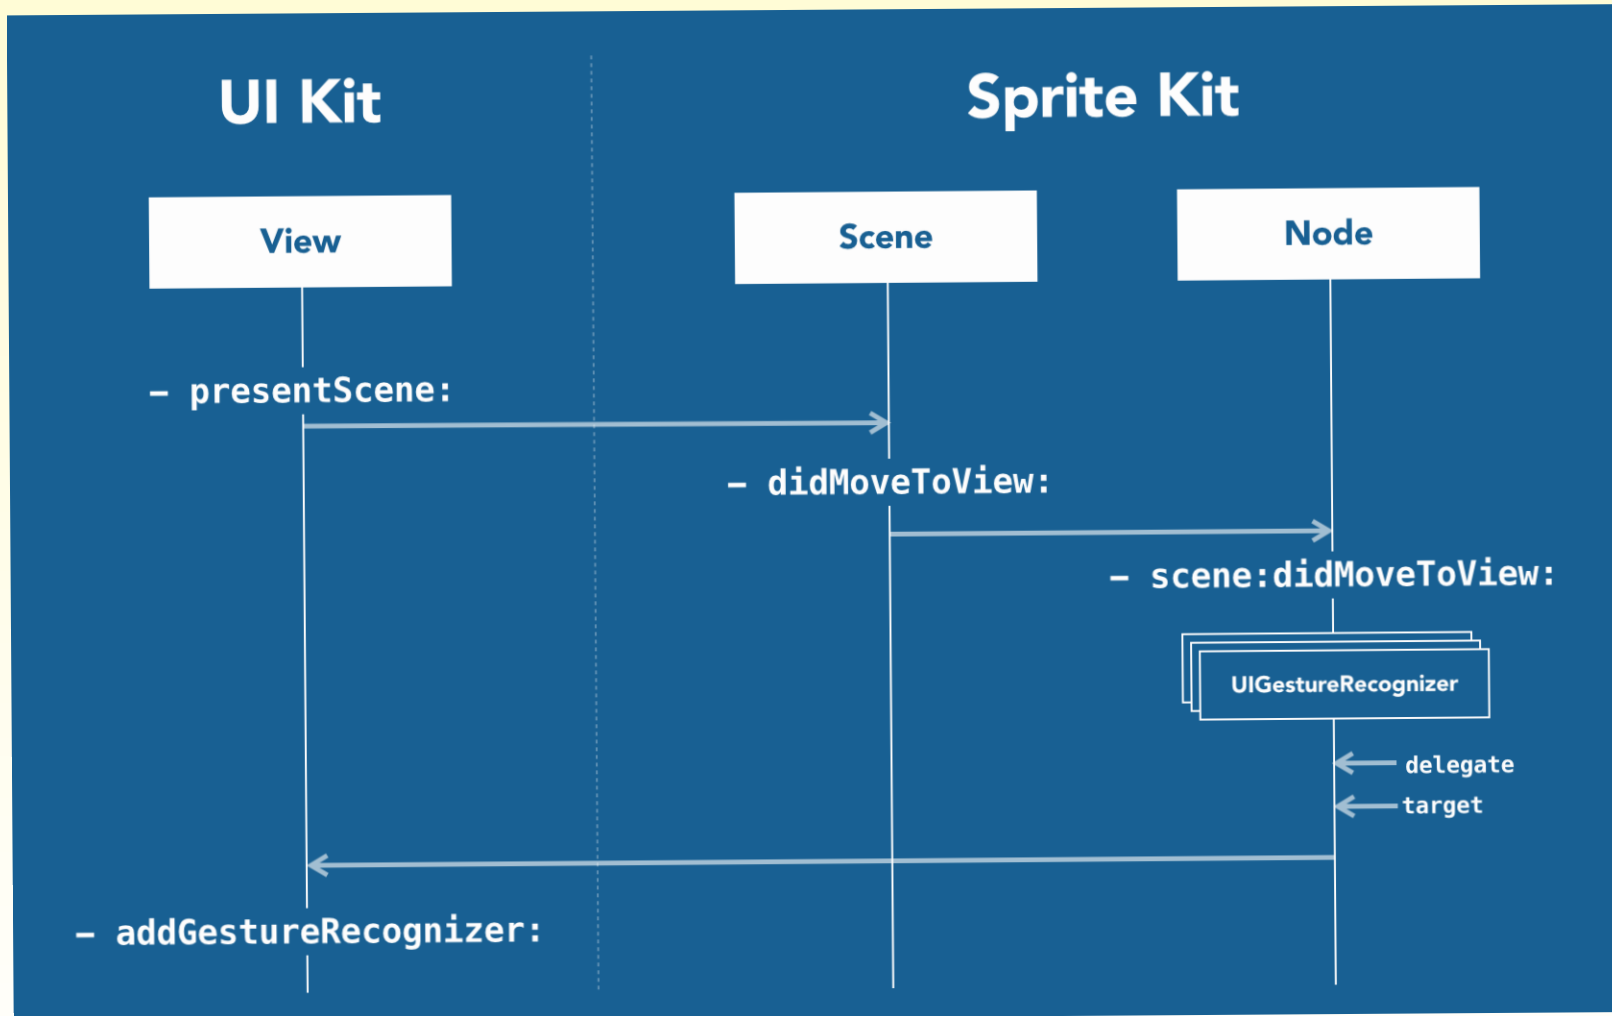 UI Kit
Sprite Kit
View
Scene
Node
– presentScene:
– didMoveToView:
– scene:didMoveToView:
UIGestureRecognizer
delegate
target
– addGestureRecognizer: